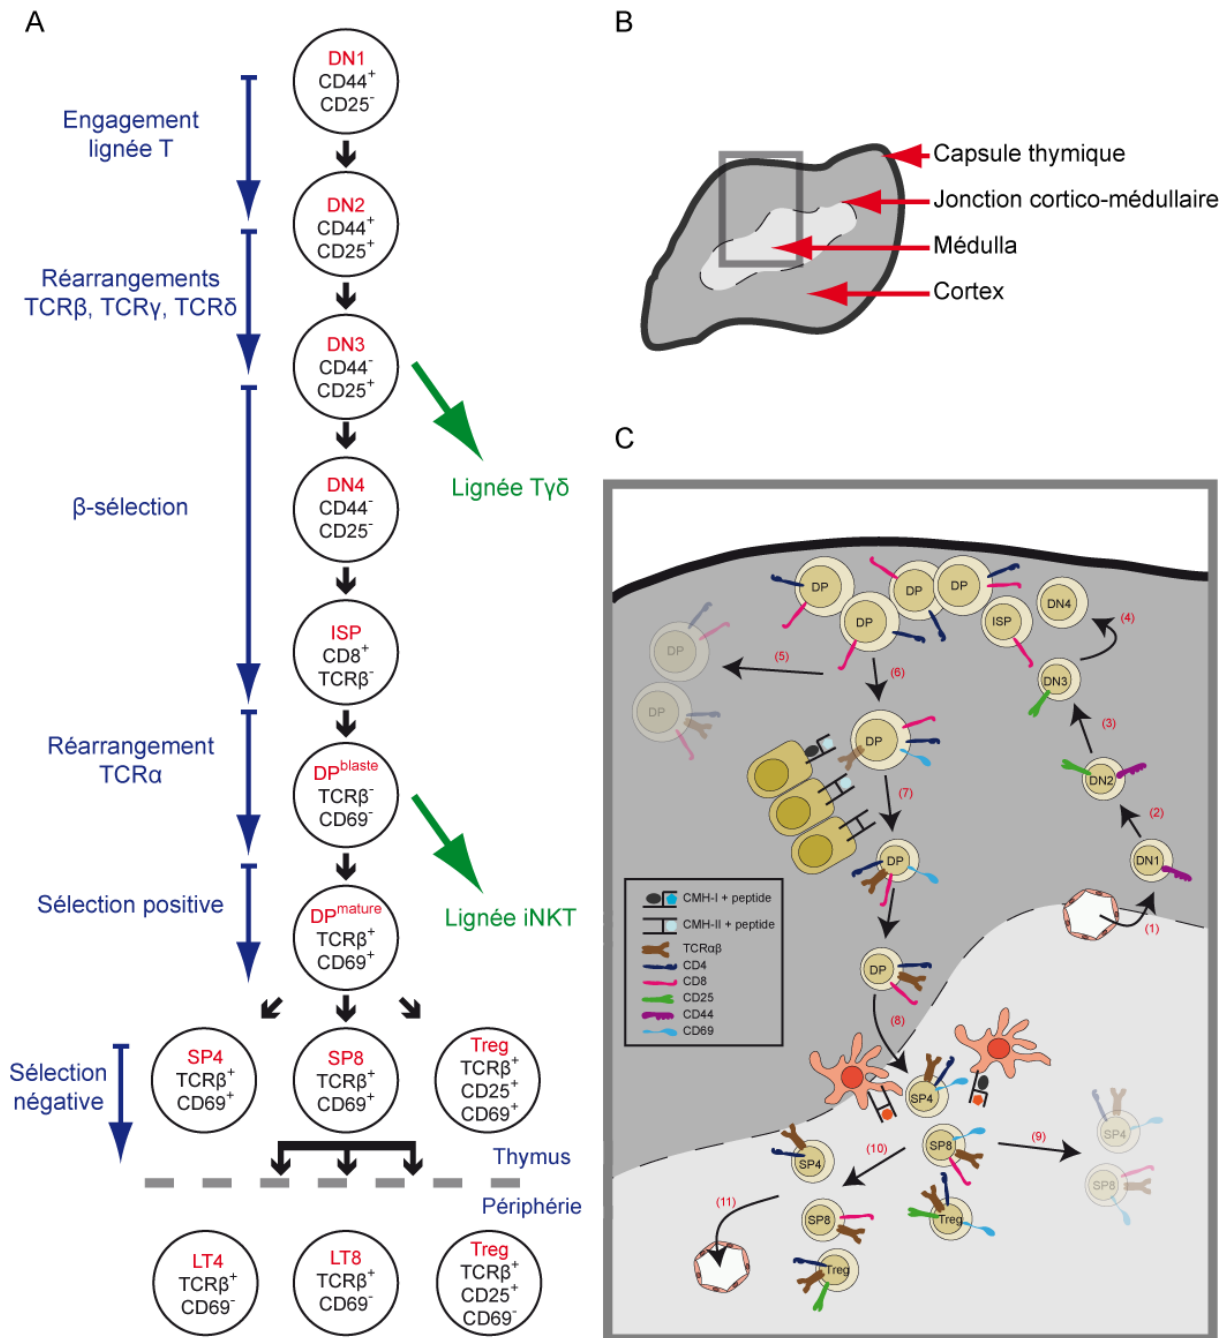 A
DN1
CD44+
CD25-
Engagement
lignée T
DN2
CD44+
CD25+
Réarrangements
TCRβ, TCRγ, TCRδ
DN3
CD44-
CD25+
Lignée Tγδ
β-sélection
DN4
CD44-
CD25-
ISP
CD8+
TCRβ-
Réarrangement
TCRα
DPblaste
TCRβ-
CD69-
Lignée iNKT
Sélection positive
DPmature
TCRβ+
CD69+
Sélection
négative
SP4
TCRβ+
CD69+
SP8
TCRβ+
CD69+
Treg
TCRβ+
CD25+
CD69+
Thymus
Périphérie
LT4
TCRβ+
CD69-
LT8
TCRβ+
CD69-
Treg
TCRβ+
CD25+
CD69-
B
Capsule thymique
Jonction cortico-médullaire
Médulla
Cortex
C
DP
DP
DP
DP
ISP
DN4
(4)
DP
DP
(5)
(6)
DN3
(3)
DP
(7)
DN2
(2)
DP
DN1
(1)
CMH-I + peptide
CMH-II + peptide
TCRαβ
CD4
CD8
CD25
CD44
CD69
DP
(8)
SP4
SP8
(9)
SP4
SP8
(10)
SP4
Treg
SP8
(11)
Treg